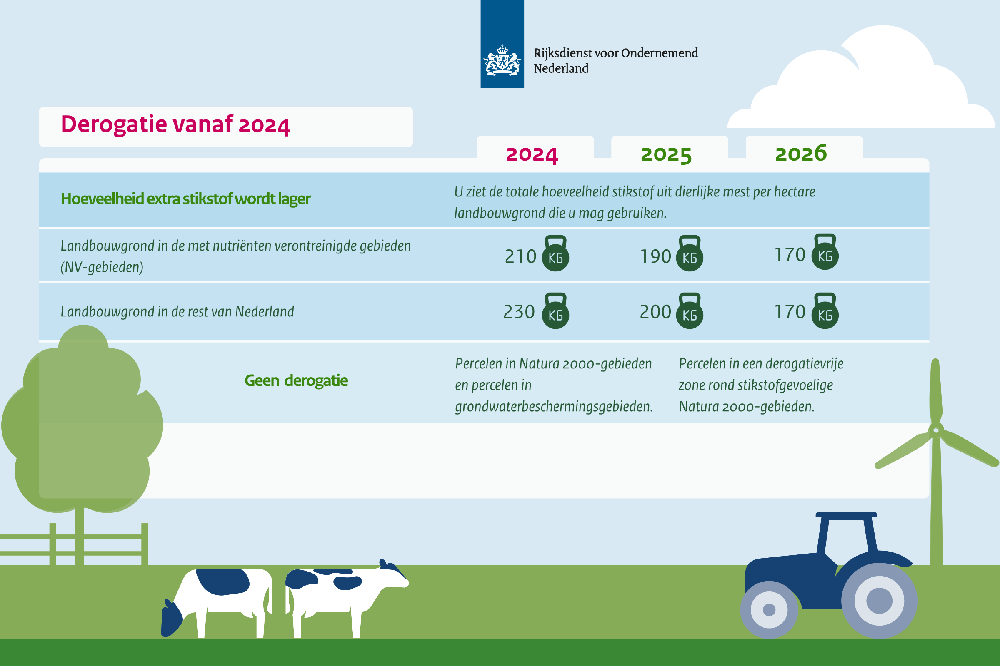 Rijksdienst voor Ondernemend
Nederland
Derogatie vanaf 2024
2024 2025 2026
Hoeveelheid extra stikstof wordt lager
U ziet de totale hoeveelheid stikstof uit dierlijke mest per hectare
landbouwgrond die u mag gebruiken.
Landbouwgrond in de met nutriënten verontreinigde gebieden
(NV-gebieden)
210 KG 190 KG 170 KG
Landbouwgrond in de rest van Nederland
230 KG 200 KG 170 KG
Geen derogatie
Percelen in Natura 2000-gebieden
en percelen in
grondwaterbeschermingsgebieden.
Percelen in een derogatievrije
zone rond stikstofgevoelige
Natura 2000-gebieden.